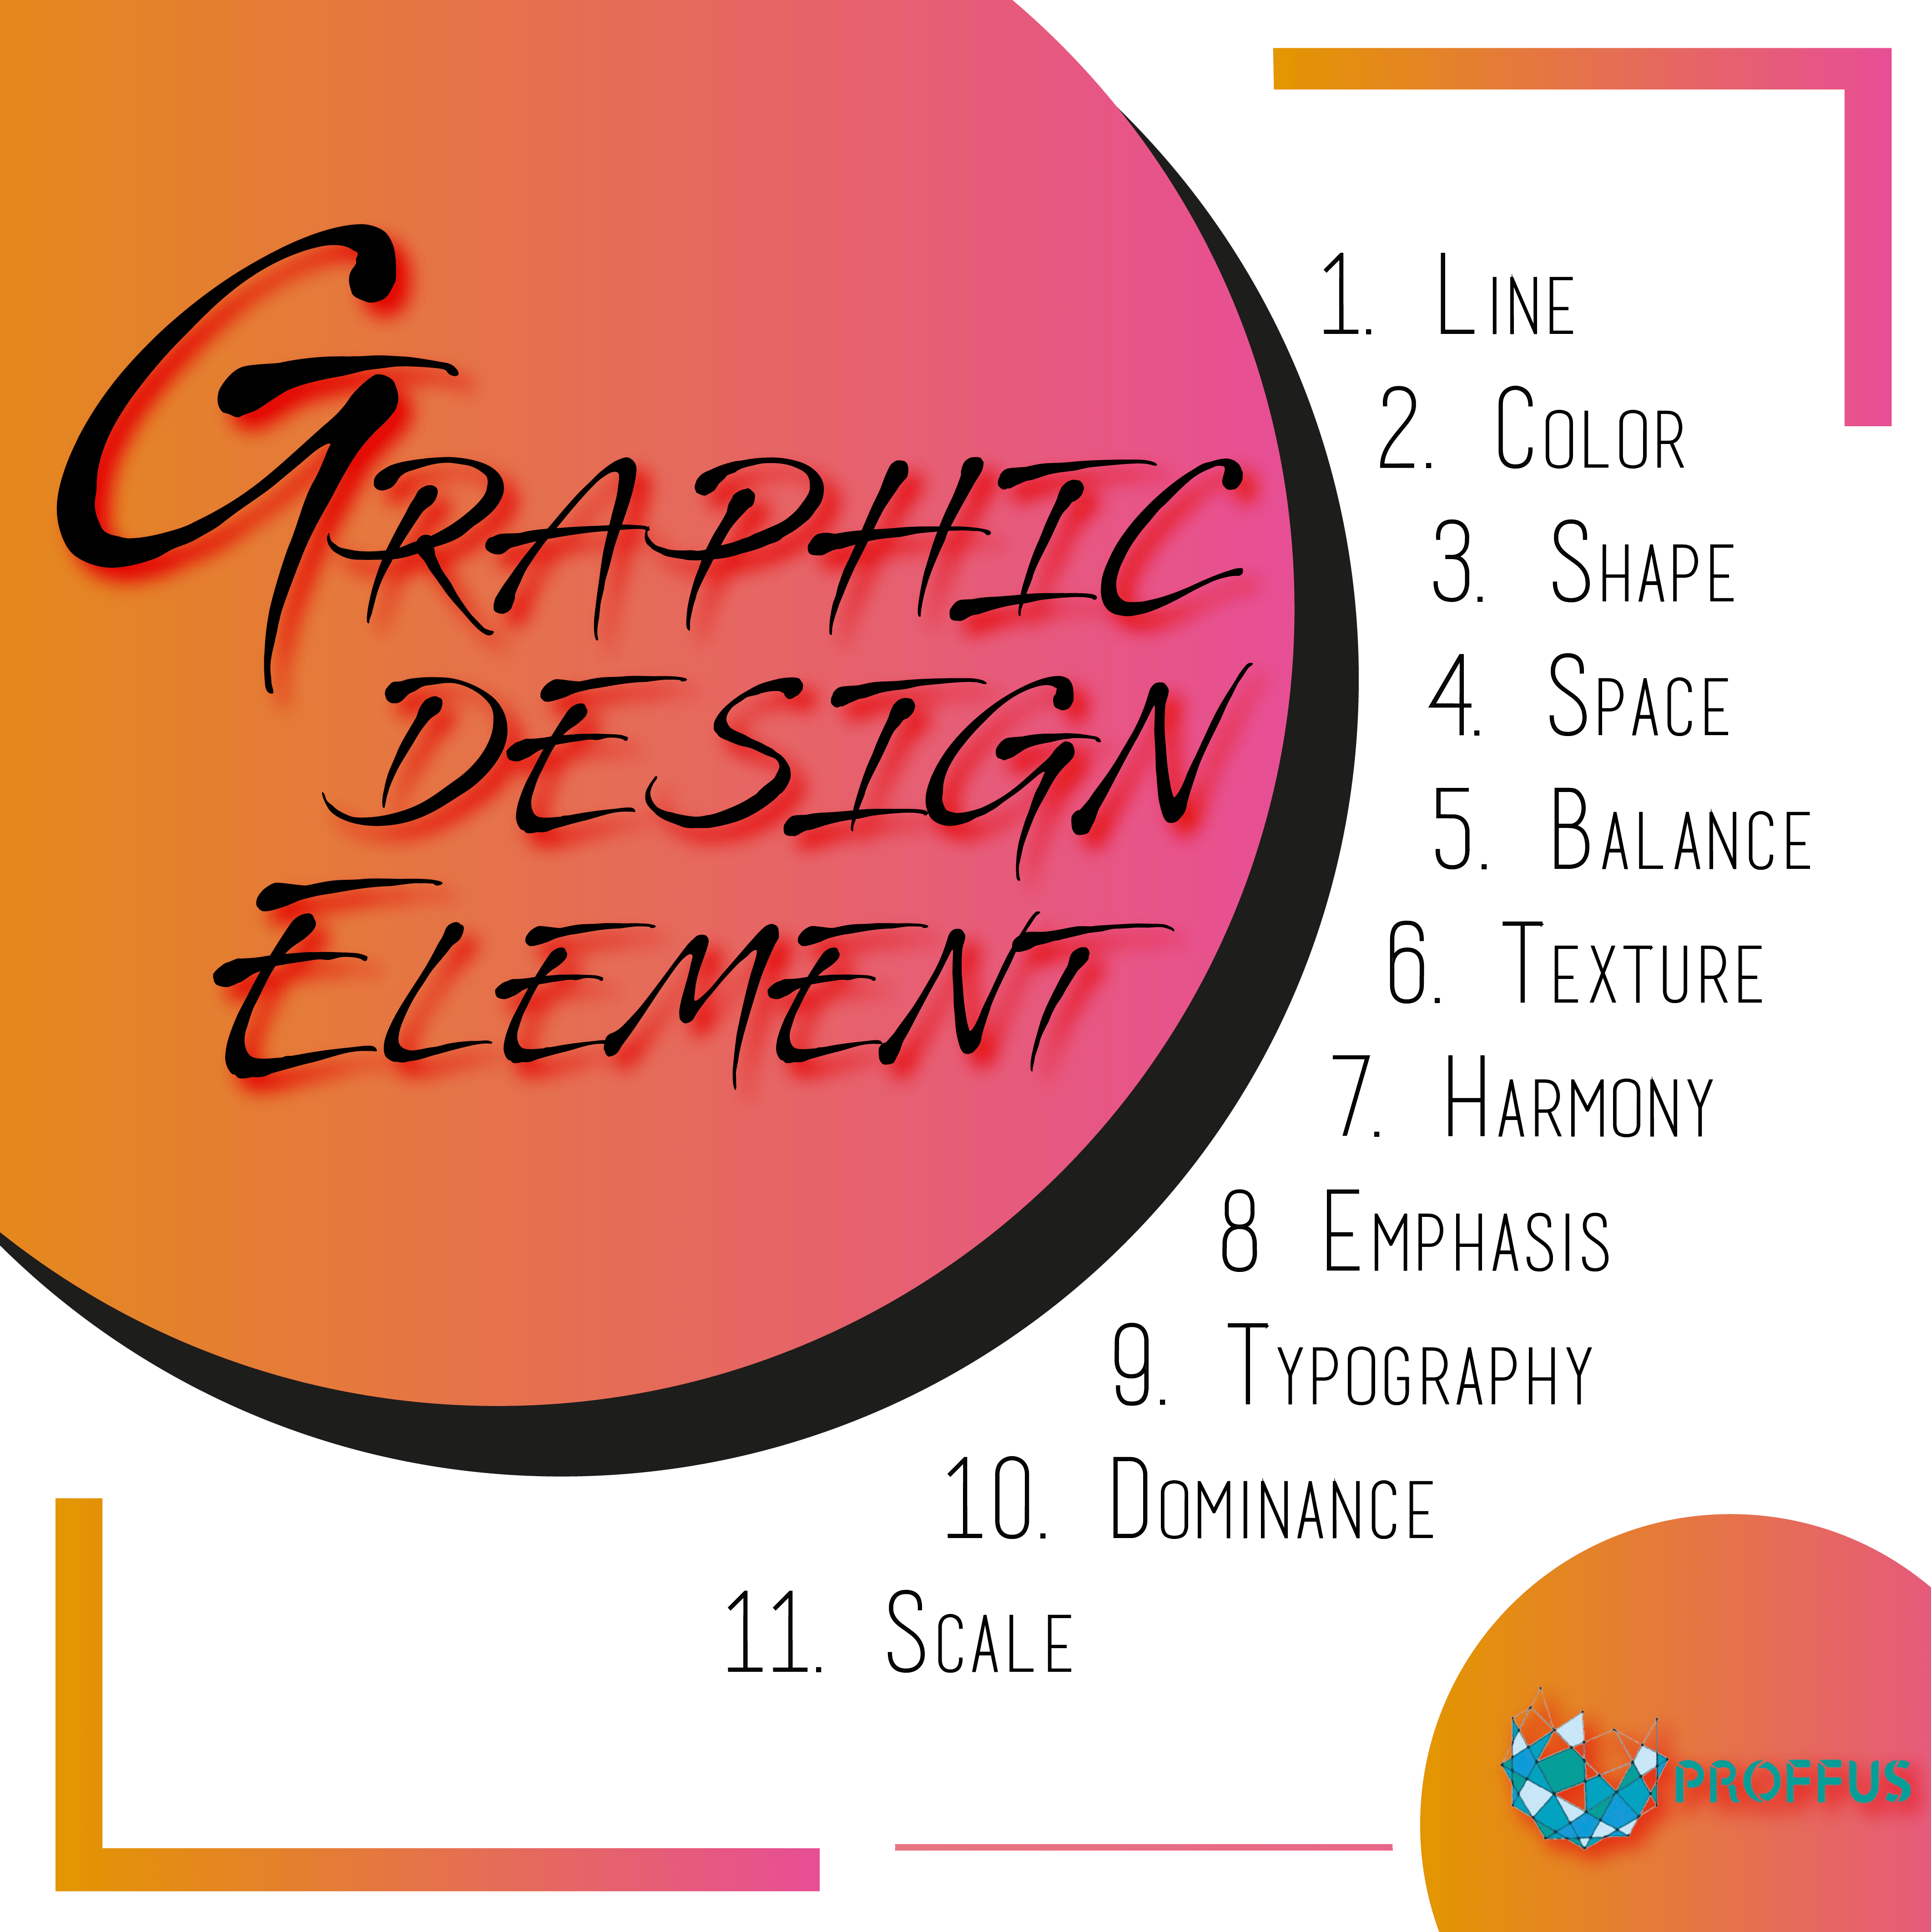 Graphic
Design
Element
1. Line
2. Color
3. Shape
4. Space
5. Balance
6. Texture
7. Harmony
8 Emphasis
9. Typography
10. Dominance
11. Scale
PROFFUS